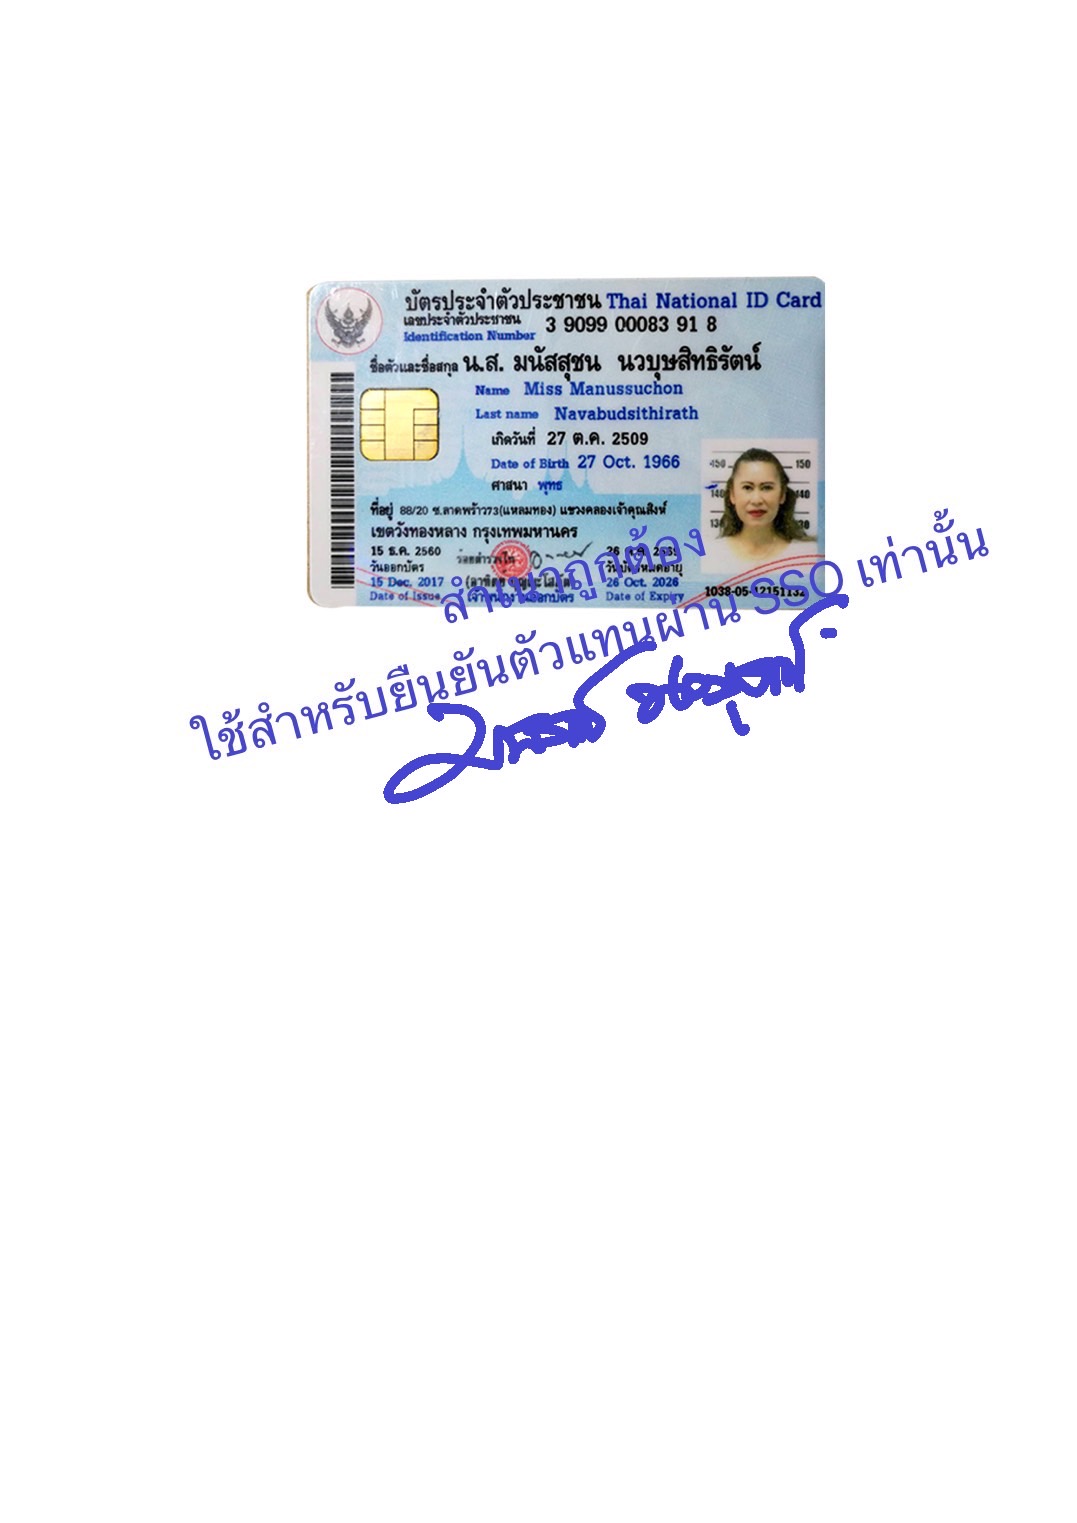 บัตรประจำตัวประชาชน Thai National ID Card
เลขประจำตัวประชาชน
Identification Number 3 9099 00083 91 8
ชื่อตัวและชื่อสกุล น.ส. มนัสสุชน นวบุษสิทธิรัตน์
Name Miss Manussuchon
Last name Navabudsithirath
เกิดวันที่ 27 ต.ค. 2509
Date of Birth 27 Oct. 1966
ศาสนา พุทธ
ที่อยู่ 88/20 ซ.ลาดพร้าว73(แหลมทอง) แขวงคลองเจ้าคุณสิงห์
เขตวังทองหลาง กรุงเทพมหานคร
15 ธ.ค. 2560
วันออกบัตร
15 Dec. 2017
Date of Issue
เจ้าพนักงานออกบัตร
26 ต.ค. 2569
วันบัตรหมดอายุ
26 Oct. 2026
Date of Expiry
150
140
1038-05-12151132
สำเนาถูกต้อง
ใช้สำหรับยืนยันตัวแทนผ่าน SSO เท่านั้น